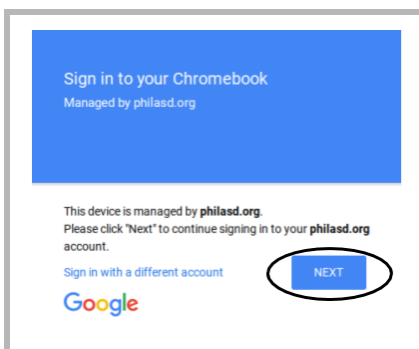 Sign in to your Chromebook
Managed by philasd.org
This device is managed by philasd.org.
Please click "Next" to continue signing in to your philasd.org
account.
Sign in with a different account
NEXT
Google